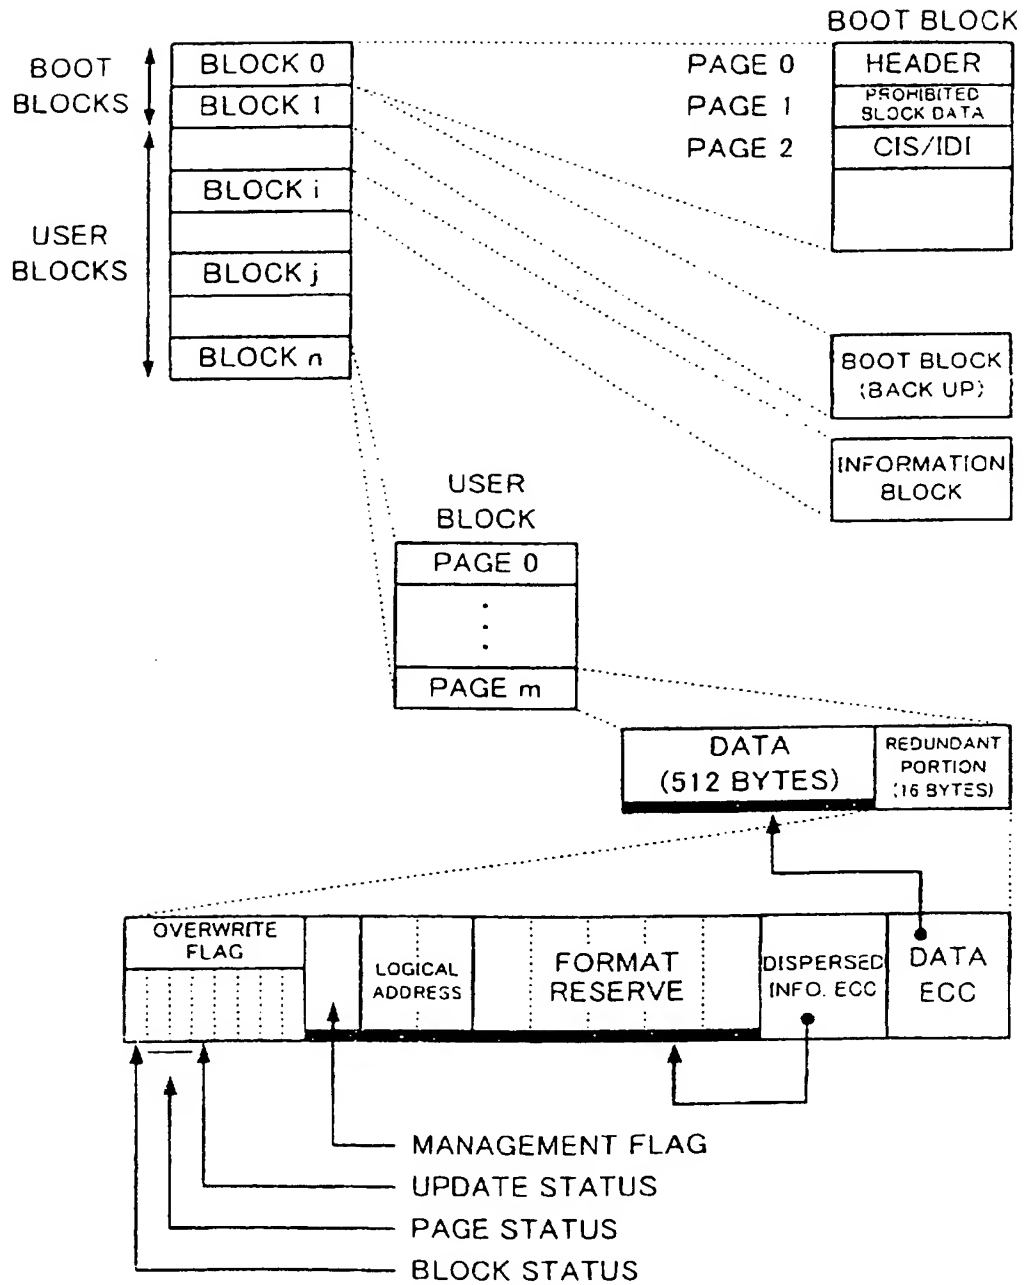 BOOT BLOCK
BOOT
BLOCKS
BLOCK 0
BLOCK 1
PAGE 0
HEADER
PAGE 1
PROHIBITED
BLOCK DATA
PAGE 2
CIS/IDI
USER
BLOCKS
BLOCK i
BLOCK j
BLOCK n
BOOT BLOCK
(BACK UP)
INFORMATION
BLOCK
USER
BLOCK
PAGE 0
PAGE m
DATA
(512 BYTES)
REDUNDANT
PORTION
(16 BYTES)
OVERWRITE
FLAG
LOGICAL
ADDRESS
FORMAT
RESERVE
DISPERSED
INFO. ECC
DATA
ECC
MANAGEMENT FLAG
UPDATE STATUS
PAGE STATUS
BLOCK STATUS